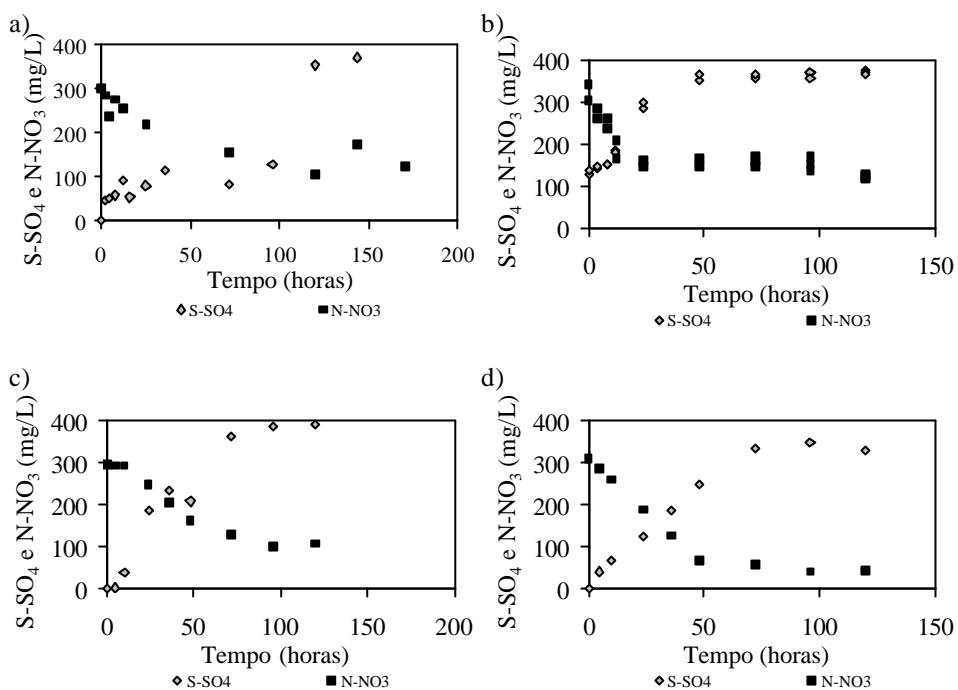 a)
S-SO4 e N-NO3 (mg/L)
400
300
200
100
0
0 50 100 150 200
Tempo (horas)
S-SO4 N-NO3
b)
S-SO4 e N-NO3 (mg/L)
400
300
200
100
0
0 50 100 150
Tempo (horas)
S-SO4 N-NO3
c)
S-SO4 e N-NO3 (mg/L)
400
300
200
100
0
0 50 100 150 200
Tempo (horas)
S-SO4 N-NO3
d)
S-SO4 e N-NO3 (mg/L)
400
300
200
100
0
0 50 100 150
Tempo (horas)
S-SO4 N-NO3